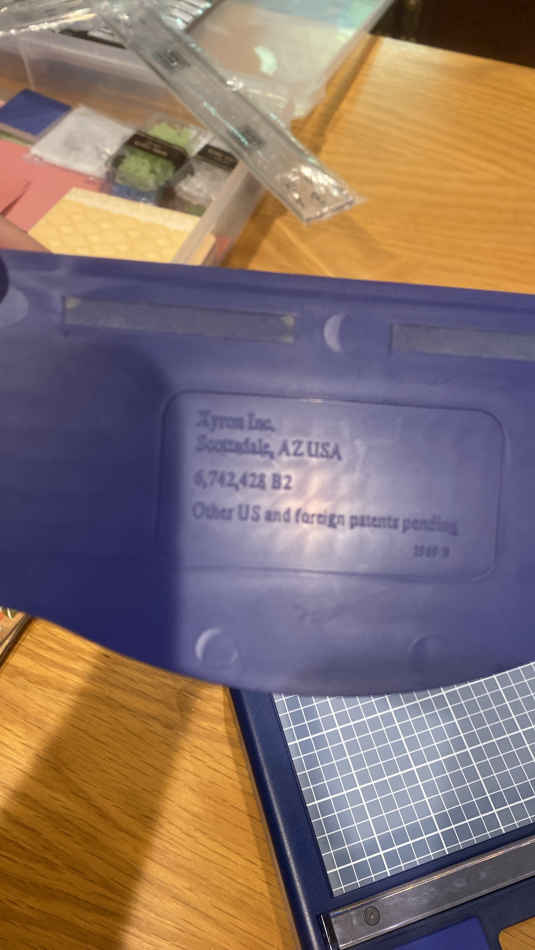 Xyron Inc.
Scottsdale, AZ USA
6,742,428 B2
Other US and foreign patents pending